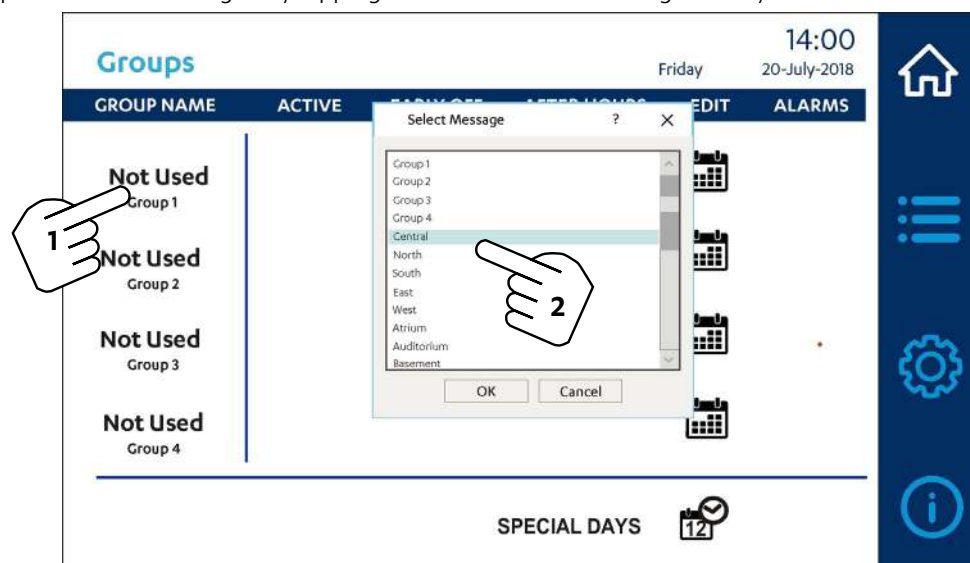 14:00
Groups
Friday 20-July-2018
GROUP NAME ACTIVE EDIT ALARMS
Select Message ? X
Group 1
Group 2
Group 3
Group 4
Central
North
South
East
West
Atrium
Auditorium
Basement
OK Cancel
Not Used
Group 1
1
2
Not Used
Group 2
Not Used
Group 3
Not Used
Group 4
SPECIAL DAYS
12
i